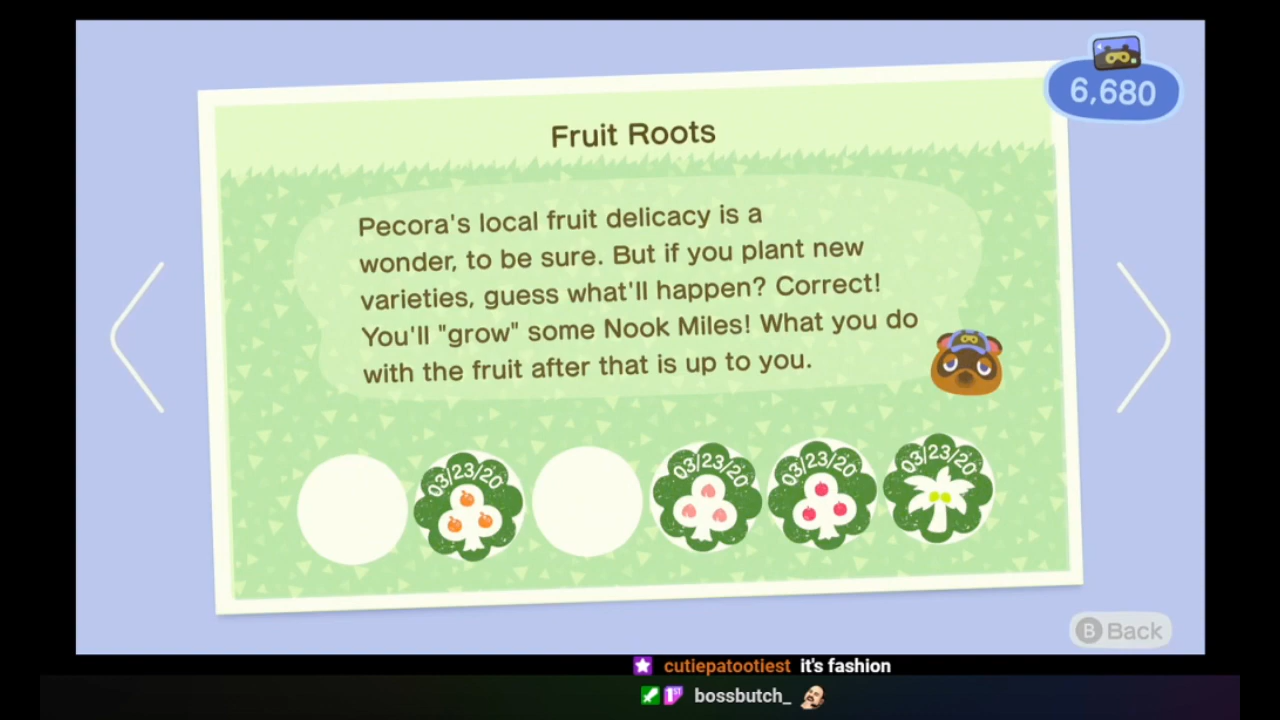 6,680
Fruit Roots
Pecora's local fruit delicacy is a
wonder, to be sure. But if you plant new
varieties, guess what'll happen? Correct!
You'll "grow" some Nook Miles! What you do
with the fruit after that is up to you.
03/23/20
03/23/20
03/23/20
03/23/20
B Back
cutiepatootiest it's fashion
1ST bossbutch_